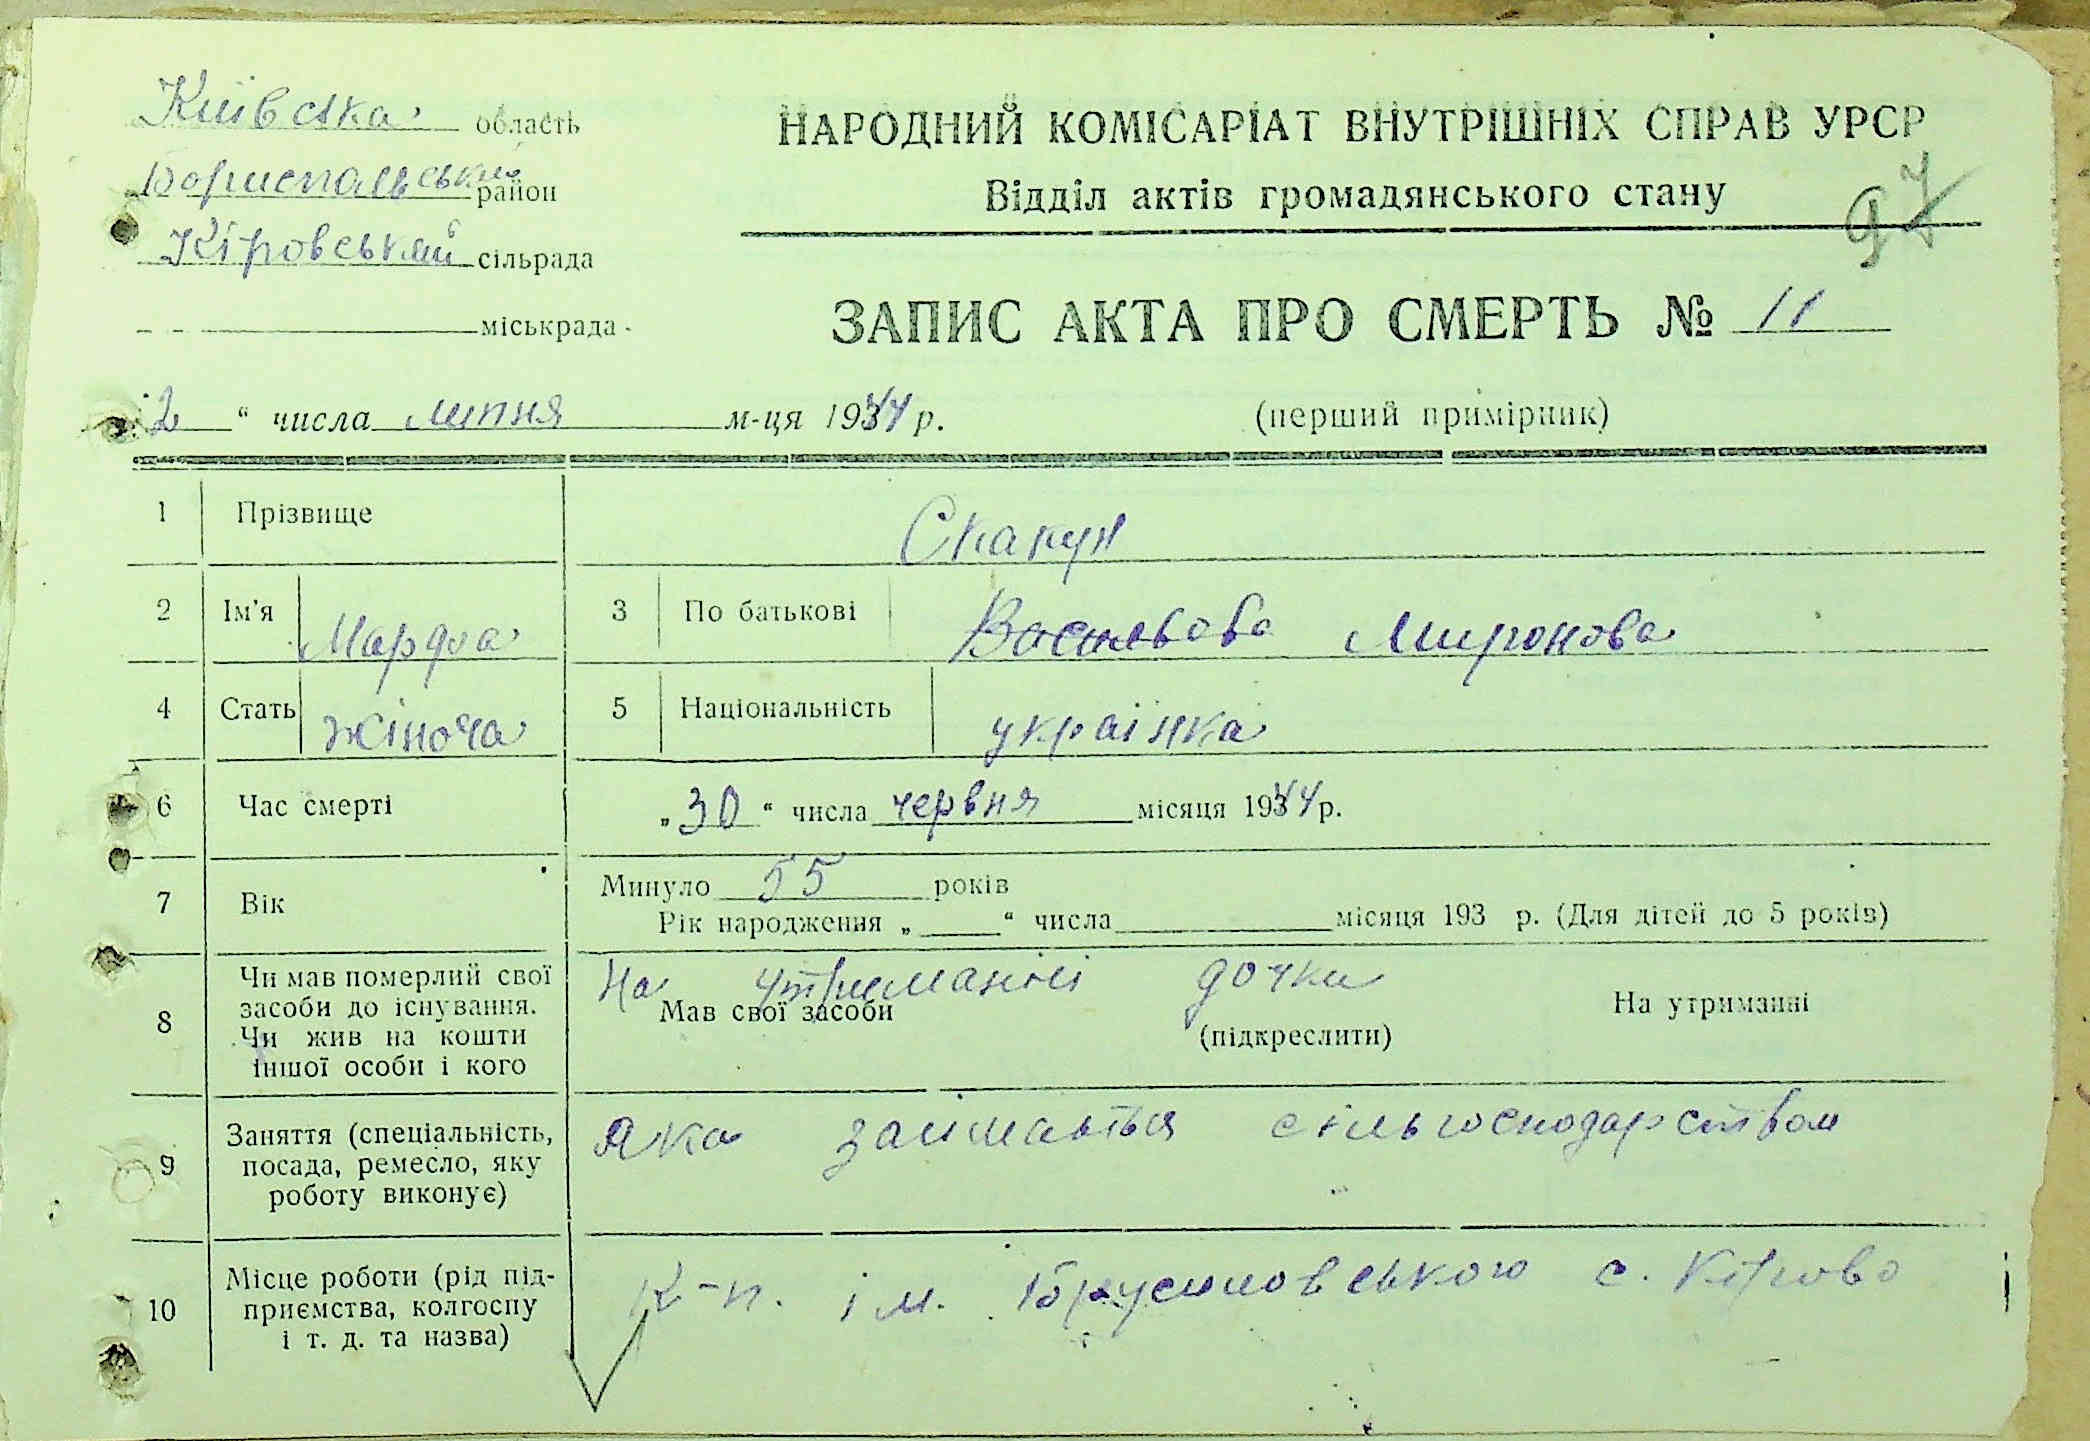 Київська область
Бориспольський район
Кіровський сільрада
міськрада
НАРОДНИЙ КОМІСАРІАТ ВНУТРІШНІХ СПРАВ УРСР
Відділ актів громадянського стану
97
ЗАПИС АКТА ПРО СМЕРТЬ № 11
2 “ числа липня м-ця 1944 р.
(перший примірник)
1 Прізвище Скакун
2 Ім'я 3 По батькові Васильова Миронова
4 Стать жіноча 5 Національність українка
6 Час смерті „30“ числа червня місяця 1944 р.
7 Вік Минуло 55 років
Рік народження „ “ числа місяця 193 р. (Для дітей до 5 років)
8 Чи мав померлий свої засоби до існування. Чи жив на кошти іншої особи і кого
На утриманні дочки
Мав свої засоби (підкреслити) На утриманні
9 Заняття (спеціальність, посада, ремесло, яку роботу виконує)
яка займається сільгосподарством
10 Місце роботи (рід підприємства, колгоспу і т. д. та назва)
ім. с. Кірово